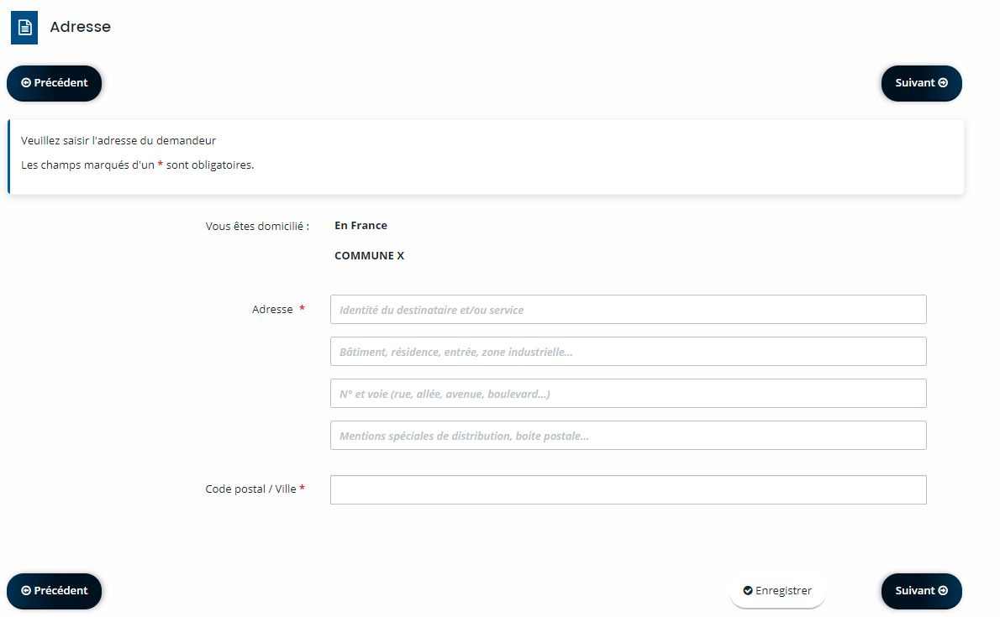 Adresse
Précédent
Suivant
Veuillez saisir l'adresse du demandeur
Les champs marqués d'un * sont obligatoires.
Vous êtes domicilié : En France
COMMUNE X
Adresse * Identité du destinataire et/ou service
Bâtiment, résidence, entrée, zone industrielle...
N° et voie (rue, allée, avenue, boulevard...)
Mentions spéciales de distribution, boite postale...
Code postal / Ville *
Précédent
Enregistrer
Suivant